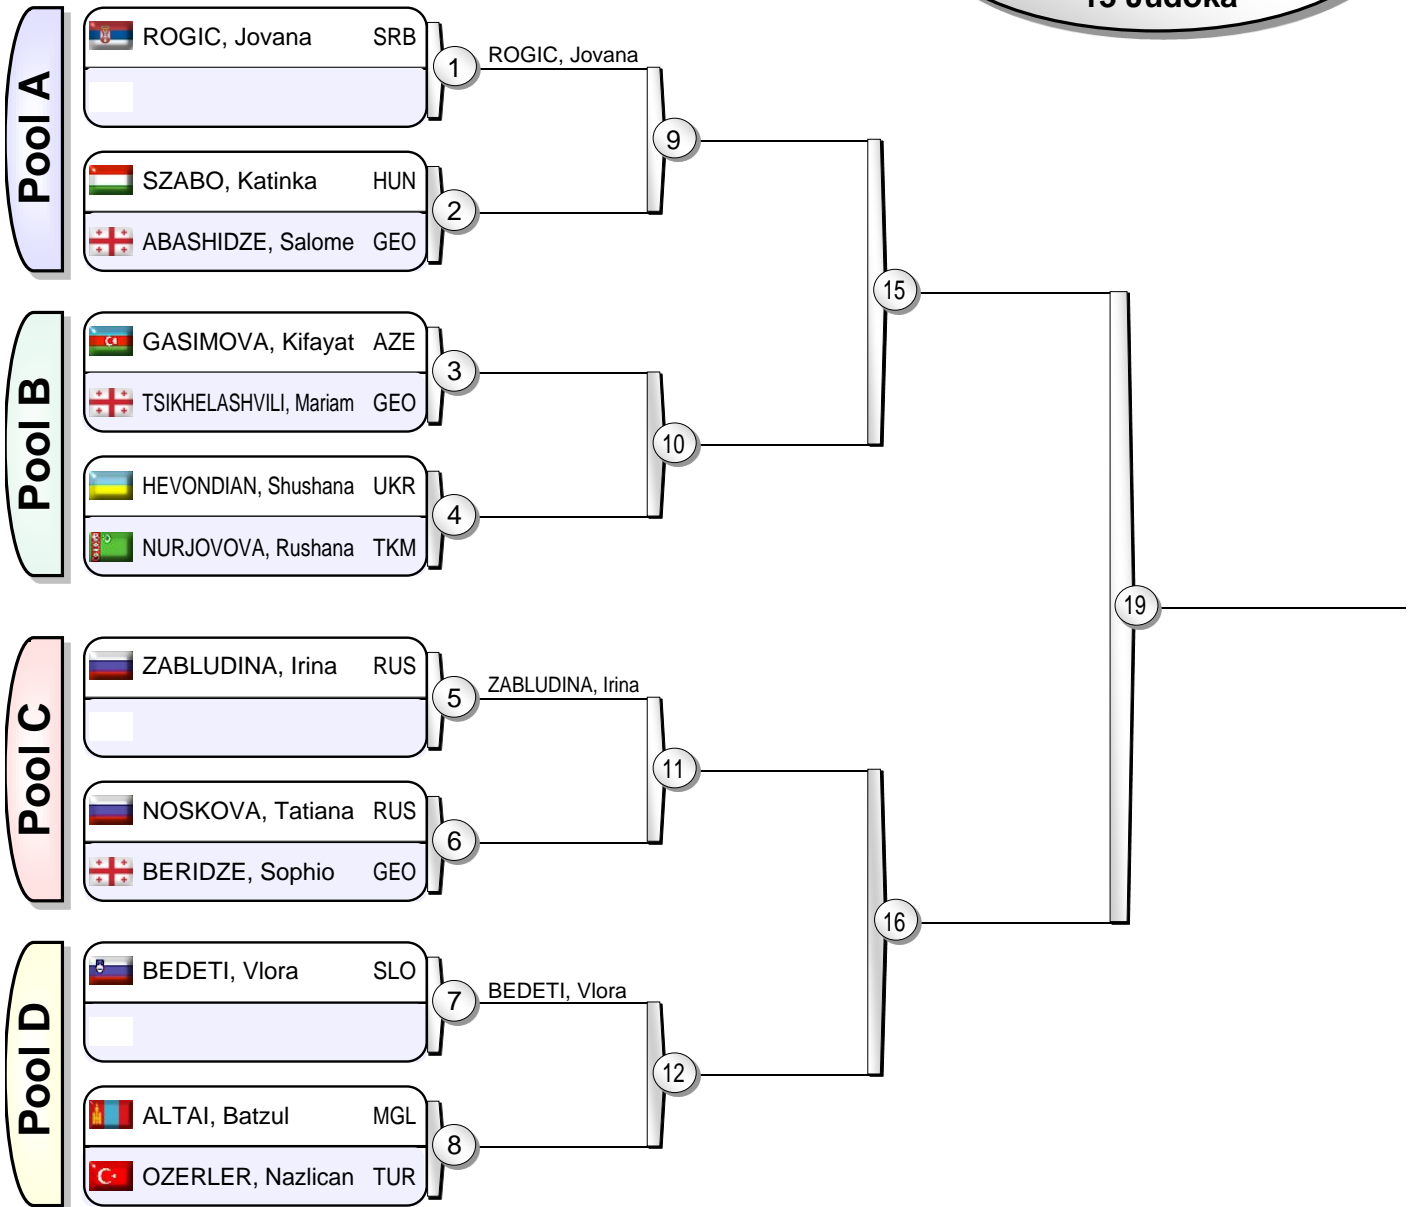 13 Judoka
Pool A
ROGIC, Jovana SRB
1
ROGIC, Jovana
9
SZABO, Katinka HUN
2
ABASHIDZE, Salome GEO
15
Pool B
GASIMOVA, Kifayat AZE
3
TSIKHELASHVILI, Mariam GEO
10
HEVONDIAN, Shushana UKR
4
NURJOVOVA, Rushana TKM
19
Pool C
ZABLUDINA, Irina RUS
5
ZABLUDINA, Irina
11
NOSKOVA, Tatiana RUS
6
BERIDZE, Sophio GEO
16
Pool D
BEDETI, Vlora SLO
7
BEDETI, Vlora
12
ALTAI, Batzul MGL
8
OZERLER, Nazlican TUR